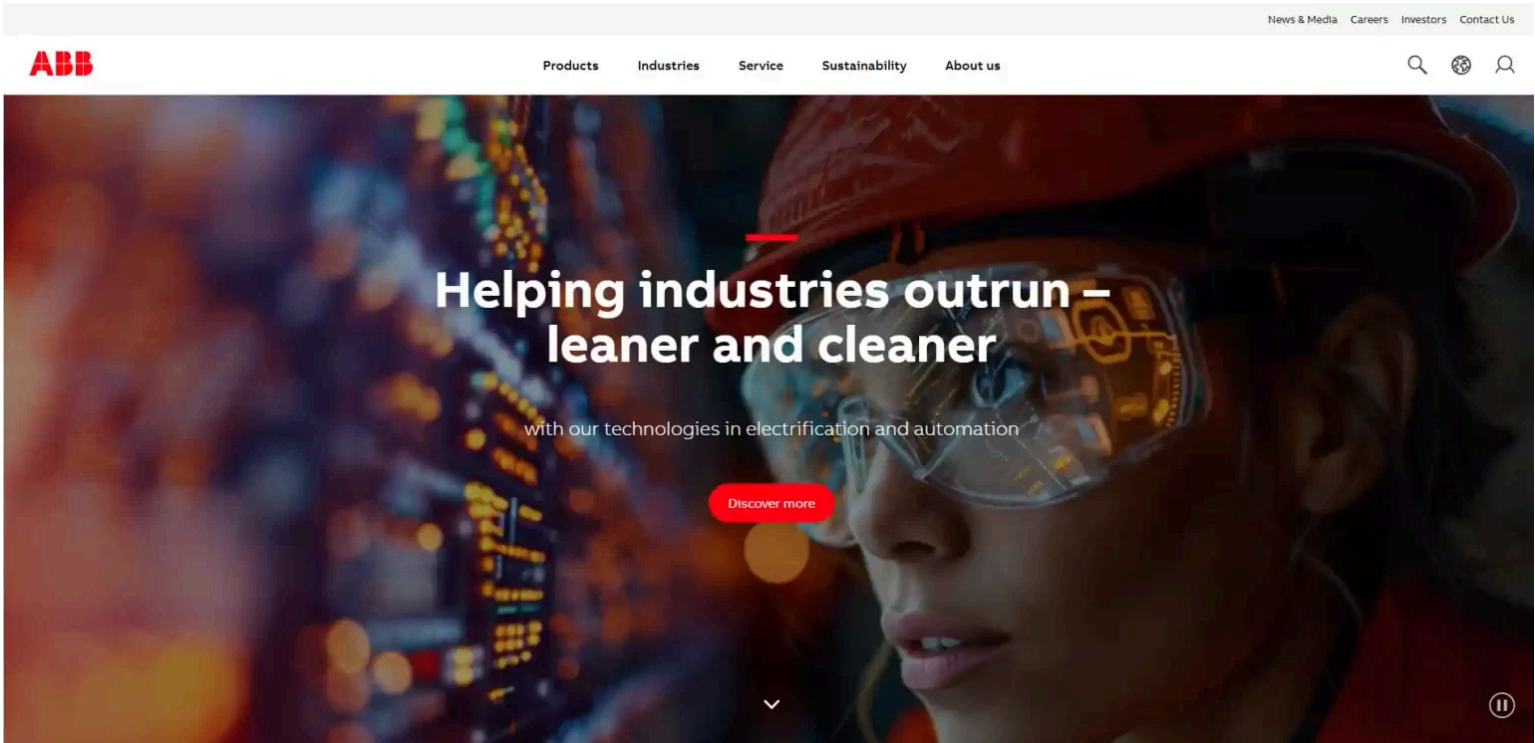 News & Media Careers Investors Contact Us
ABB
Products Industries Service Sustainability About us
Helping industries outrun –
leaner and cleaner
with our technologies in electrification and automation
Discover more